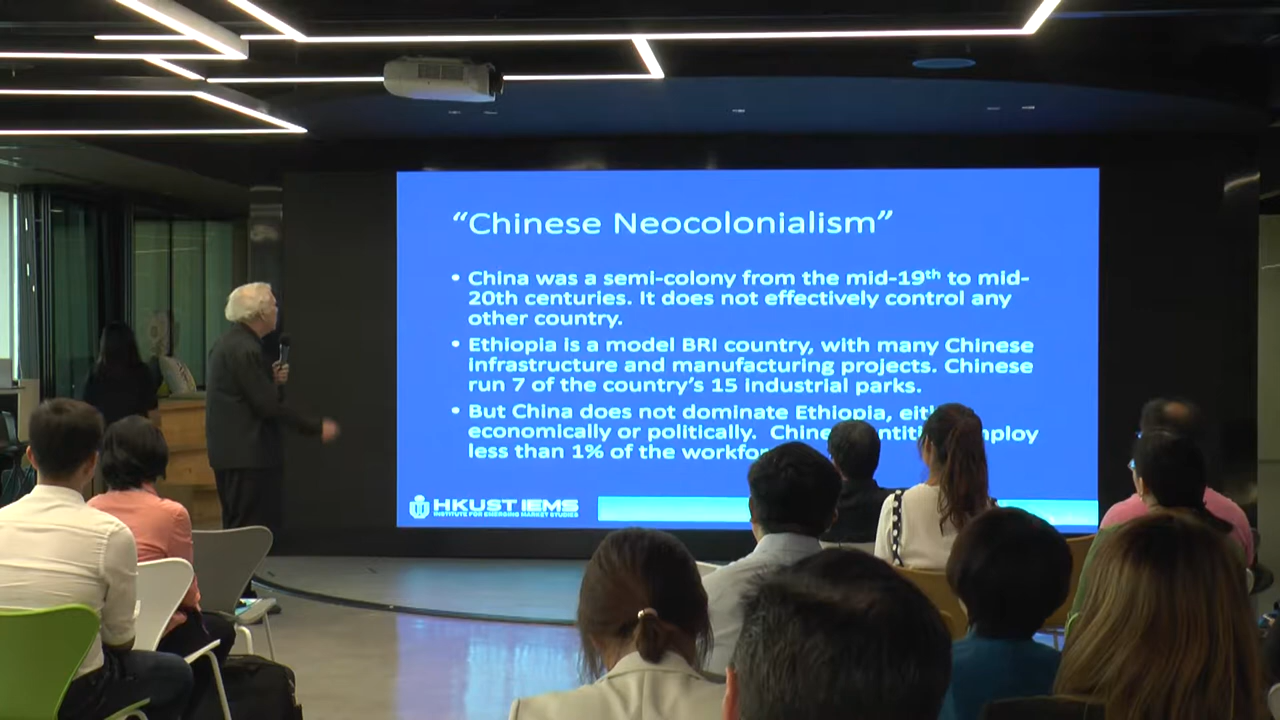 “Chinese Neocolonialism”
• China was a semi-colony from the mid-19th to mid-
20th centuries. It does not effectively control any
other country.
• Ethiopia is a model BRI country, with many Chinese
infrastructure and manufacturing projects. Chinese
run 7 of the country’s 15 industrial parks.
• But China does not dominate Ethiopia,
economically or politically.
less than 1% of the
HKUST IEMS
INSTITUTE FOR EMERGING MARKET STUDIES